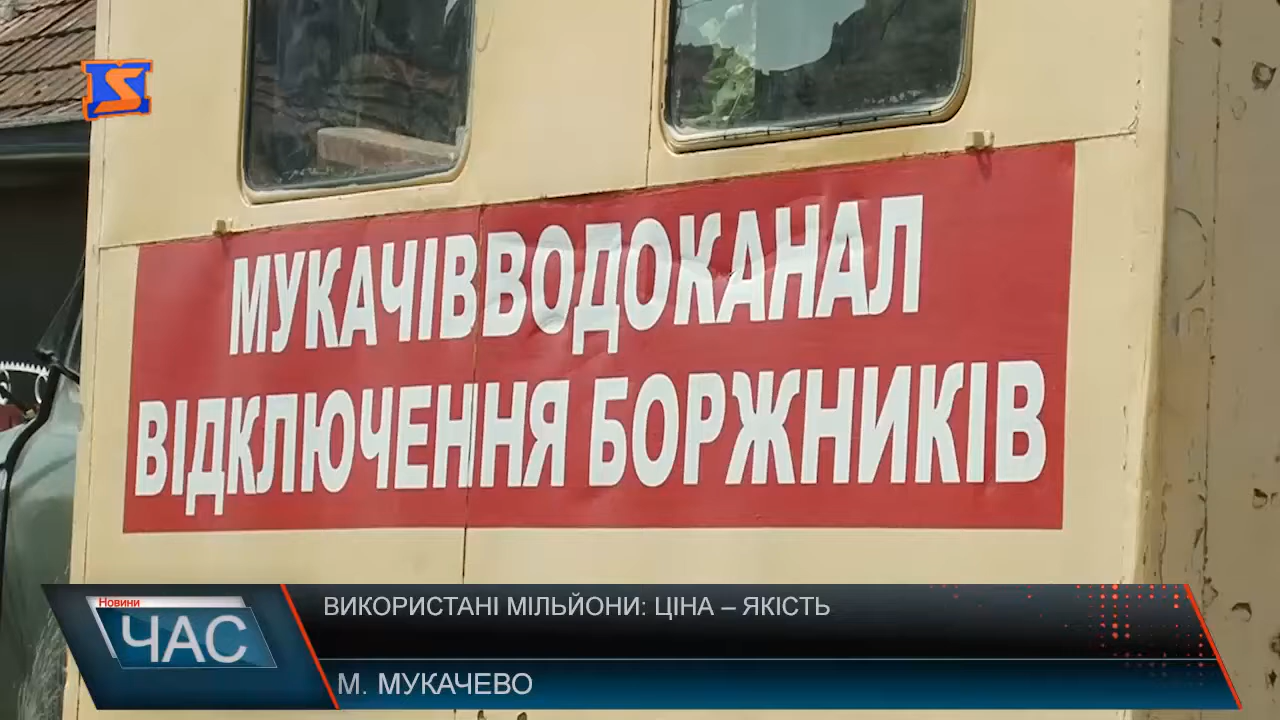 МУКАЧІВВОДОКАНАЛ
ВІДКЛЮЧЕННЯ БОРЖНИКІВ
Новини
ЧАС
ВИКОРИСТАНІ МІЛЬЙОНИ: ЦІНА – ЯКІСТЬ
М. МУКАЧЕВО